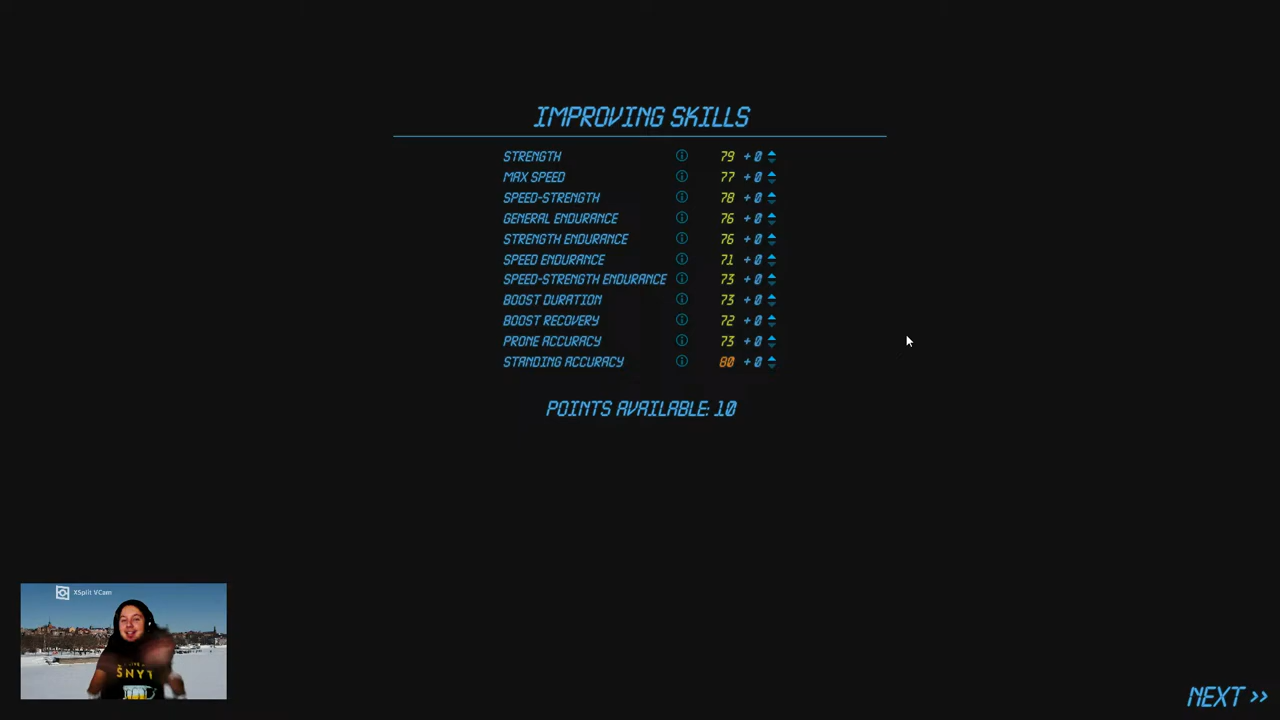 IMPROVING SKILLS
STRENGTH 79 +0
MAX SPEED 77 +0
SPEED-STRENGTH 78 +0
GENERAL ENDURANCE 76 +0
STRENGTH ENDURANCE 76 +0
SPEED ENDURANCE 71 +0
SPEED-STRENGTH ENDURANCE 73 +0
BOOST DURATION 73 +0
BOOST RECOVERY 72 +0
PRONE ACCURACY 73 +0
STANDING ACCURACY 80 +0
POINTS AVAILABLE: 10
XSplit VCam
ŠNYT
NEXT >>